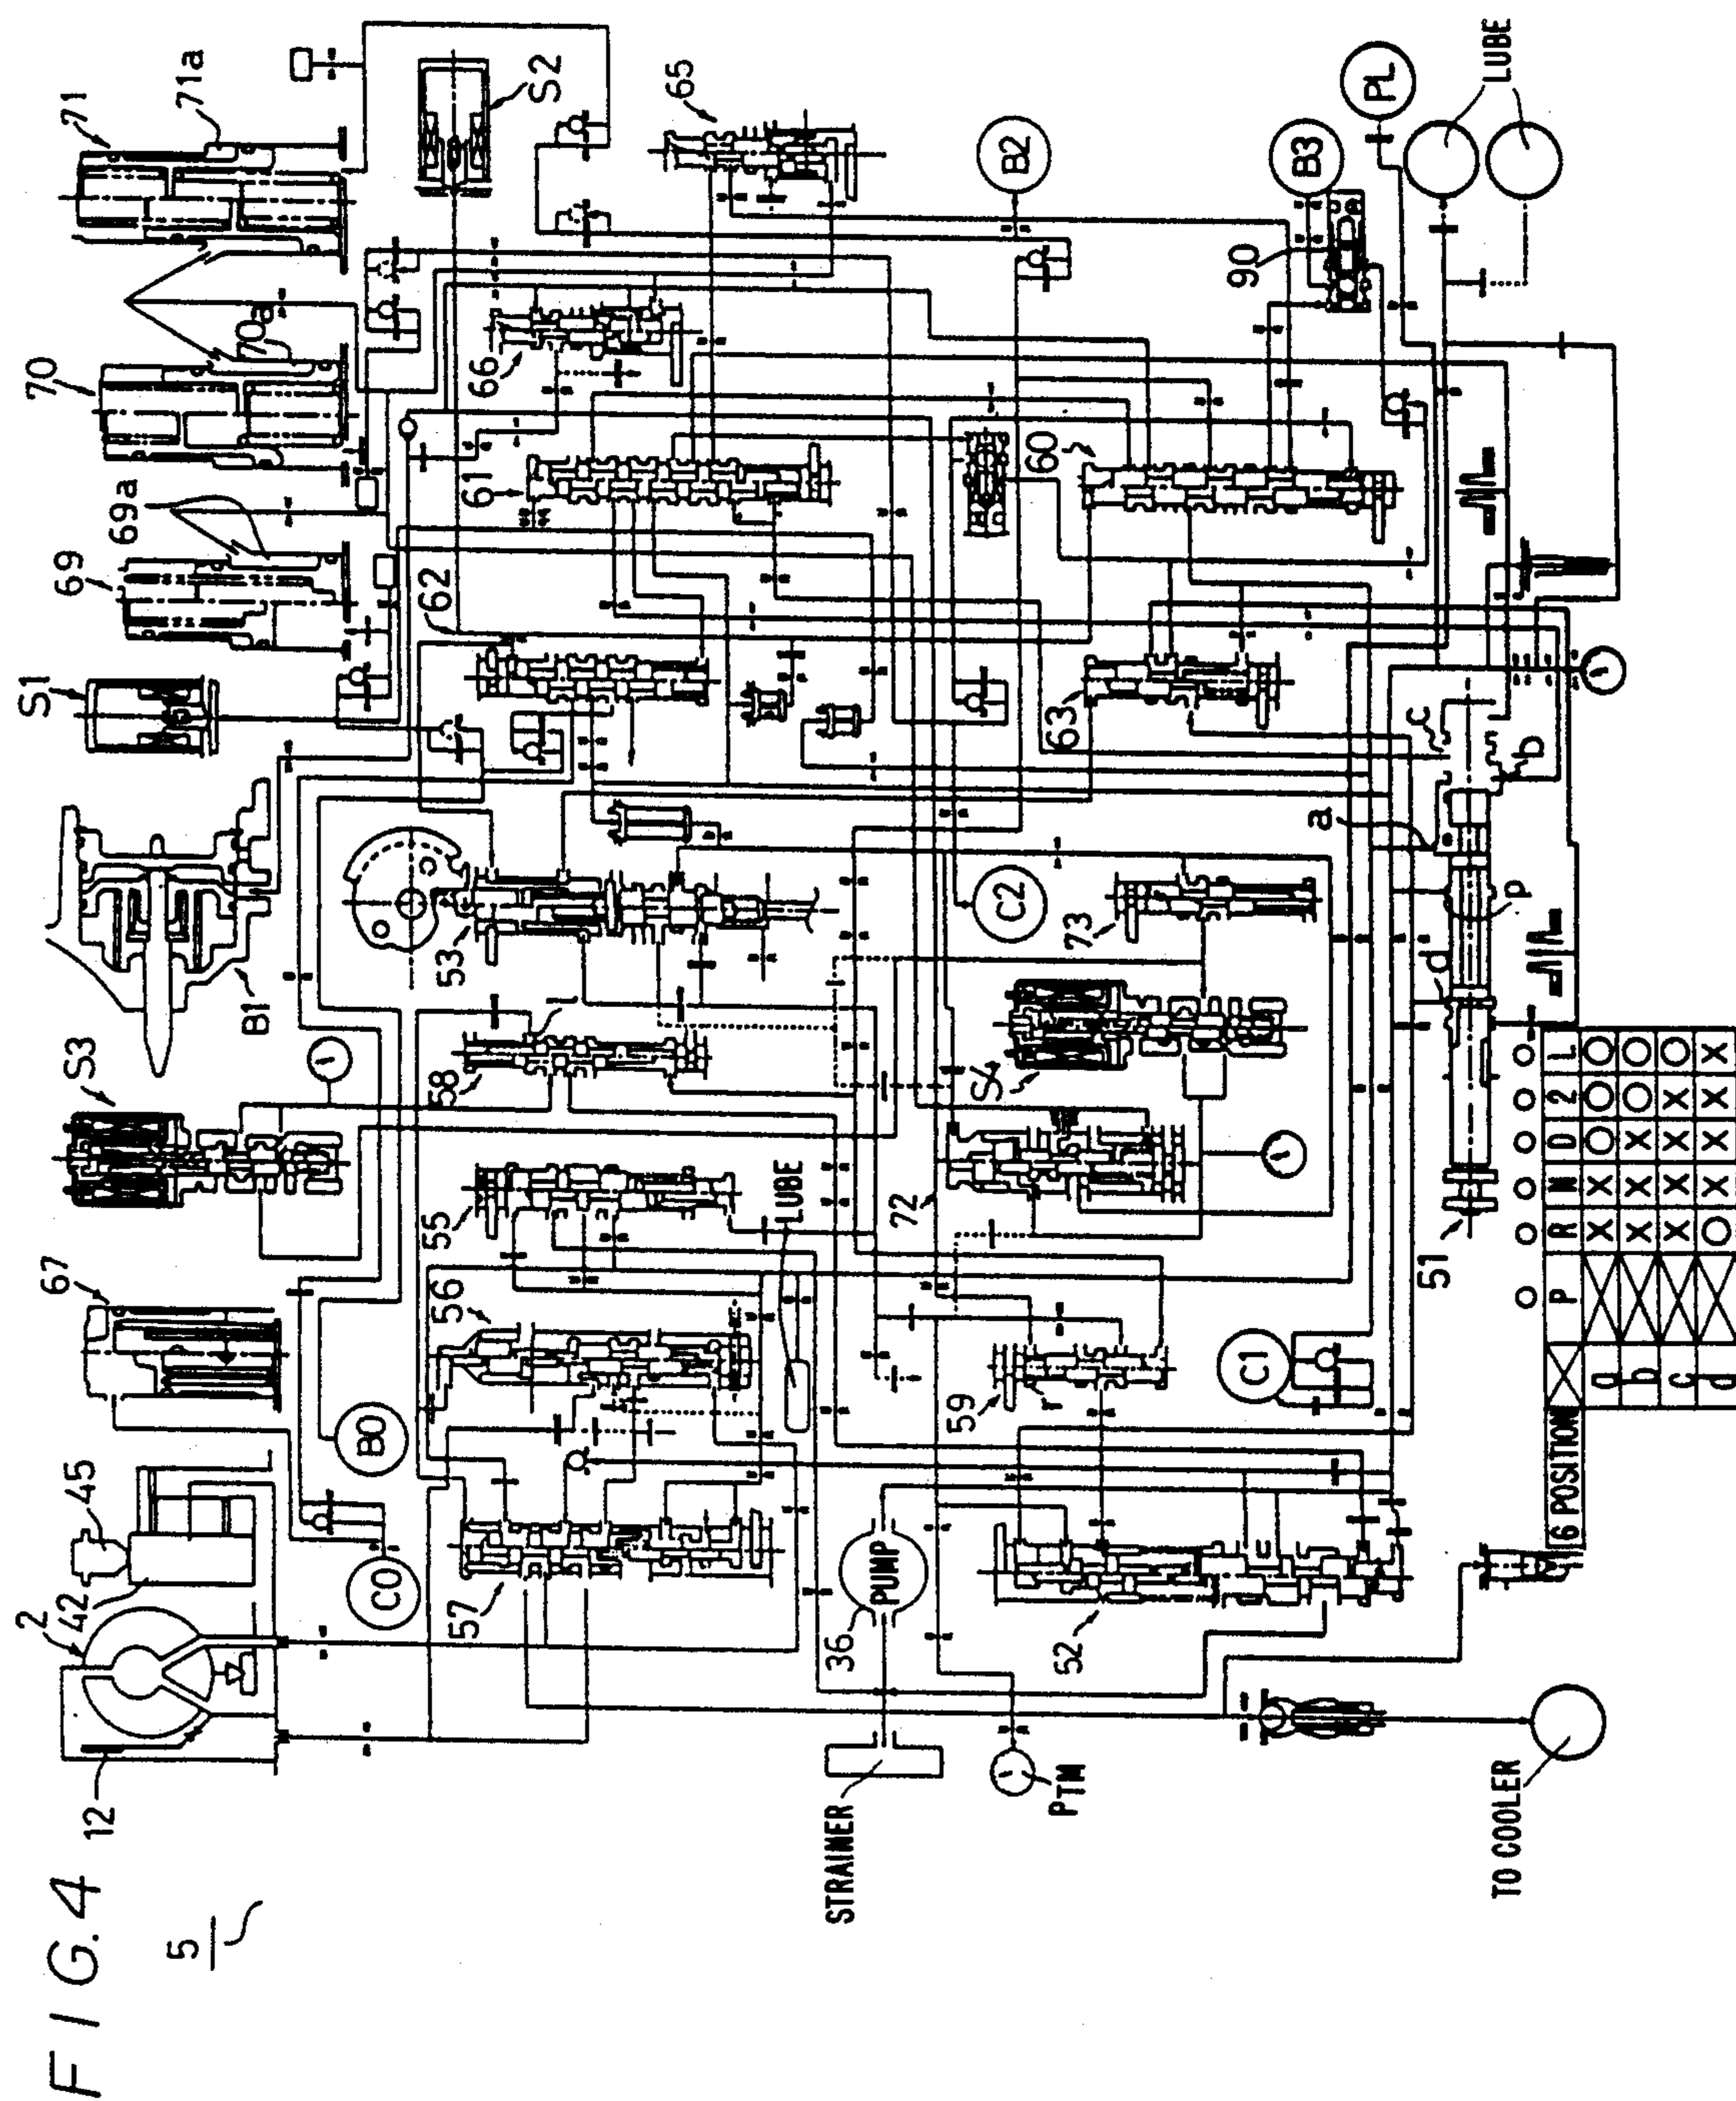 FIG. 4
5
12
2
42
45
67
S3
B1
S1
69
69a
70
70a
71
71a
S2
65
C0
B0
57
56
55
58
53
62
61
66
LUBE
B2
B3
90
PL
LUBE
STRAINER
36
PUMP
PTM
52
59
r
C1
72
S4
73
C2
63
60
TO COOLER
51
d
p
a
b
c
6 POSITION P R N D 2 L
a X X O O O
b X X X O O
c X X X X O
d O X X X X